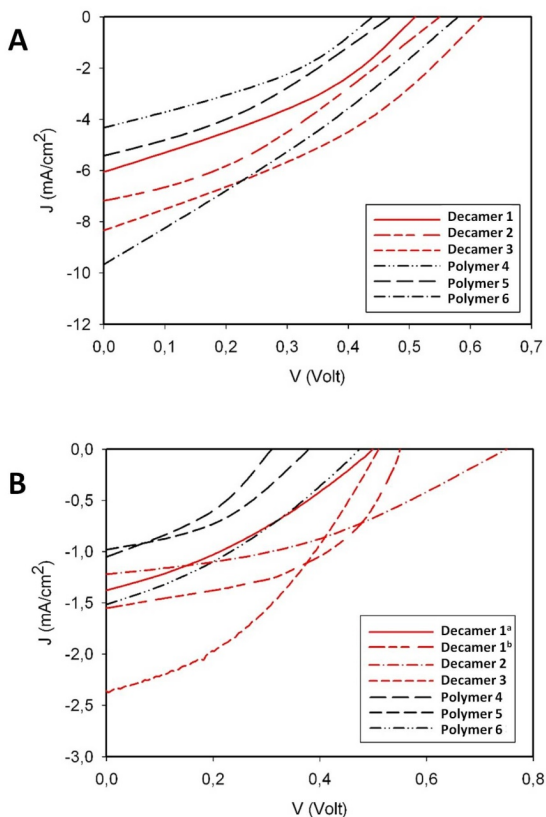 A
0
-2
-4
-6
-8
-10
-12
J (mA/cm²)
Decamer 1
Decamer 2
Decamer 3
Polymer 4
Polymer 5
Polymer 6
0,0 0,1 0,2 0,3 0,4 0,5 0,6 0,7
V (Volt)
B
0,0
-0,5
-1,0
-1,5
-2,0
-2,5
-3,0
J (mA/cm²)
Decamer 1ᵃ
Decamer 1ᵇ
Decamer 2
Decamer 3
Polymer 4
Polymer 5
Polymer 6
0,0 0,2 0,4 0,6 0,8
V (Volt)